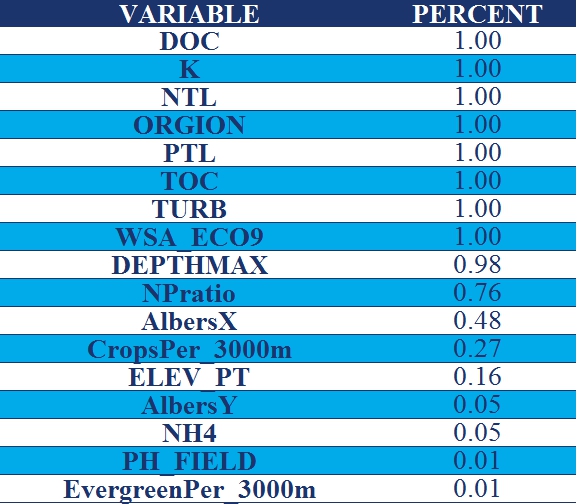 VARIABLE PERCENT
DOC 1.00
K 1.00
NTL 1.00
ORGION 1.00
PTL 1.00
TOC 1.00
TURB 1.00
WSA_ECO9 1.00
DEPTHMAX 0.98
NPratio 0.76
AlbersX 0.48
CropsPer_3000m 0.27
ELEV_PT 0.16
AlbersY 0.05
NH4 0.05
PH_FIELD 0.01
EvergreenPer_3000m 0.01